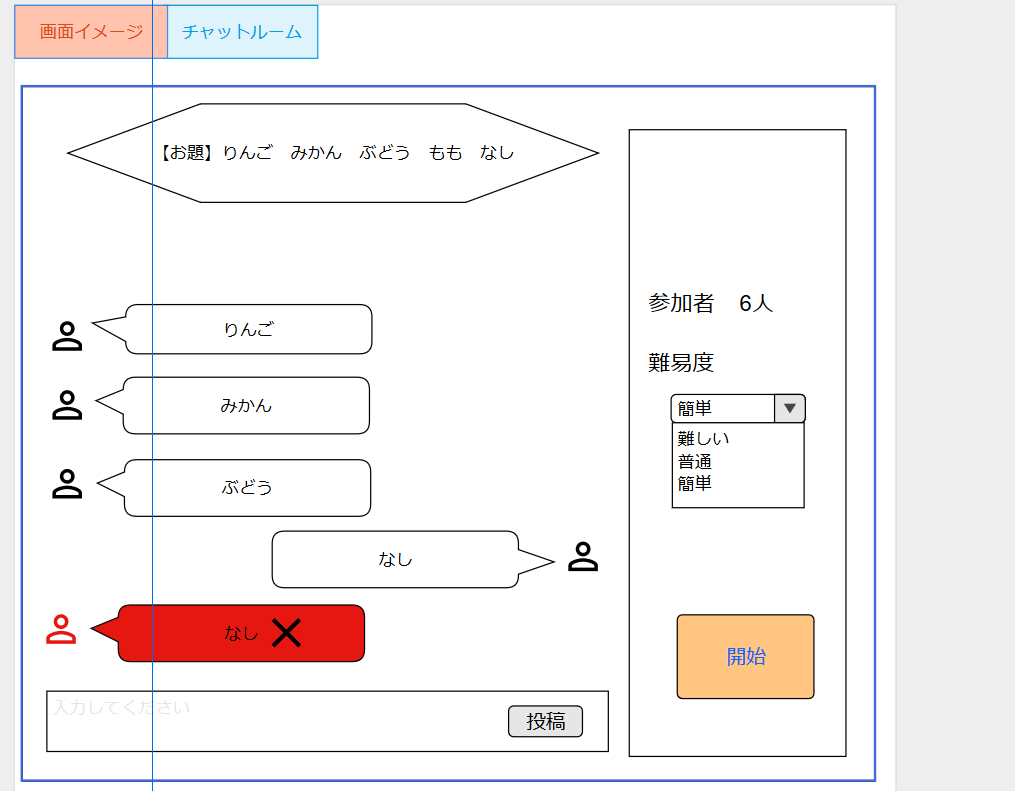 画面イメージ
チャットルーム
【お題】りんご　みかん　ぶどう　もも　なし
りんご
みかん
ぶどう
なし
なし
入力してください
投稿
参加者　6人
難易度
簡単
難しい
普通
簡単
開始